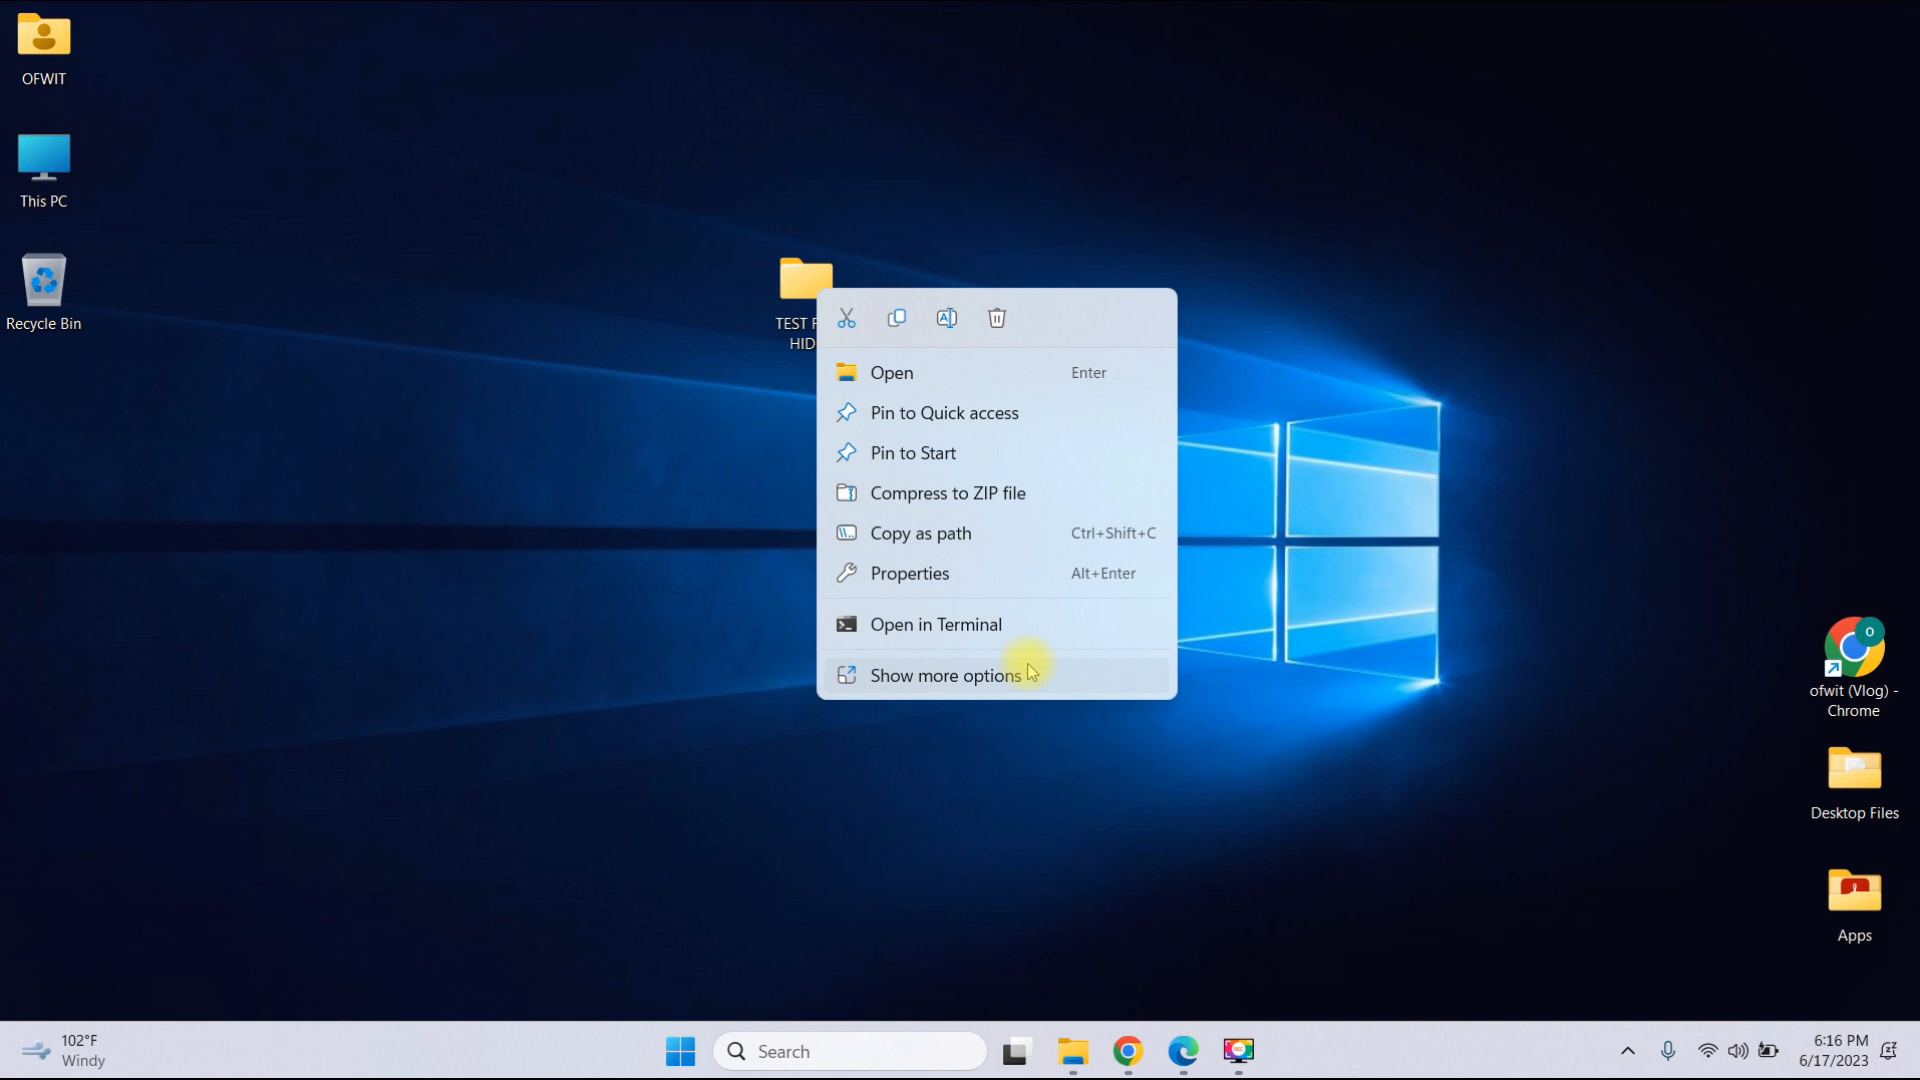 OFWIT
This PC
Recycle Bin
TEST
HID
Open Enter
Pin to Quick access
Pin to Start
Compress to ZIP file
Copy as path Ctrl+Shift+C
Properties Alt+Enter
Open in Terminal
Show more options
O
ofwit (Vlog) -
Chrome
Desktop Files
Apps
102°F
Windy
Search
6:16 PM
6/17/2023